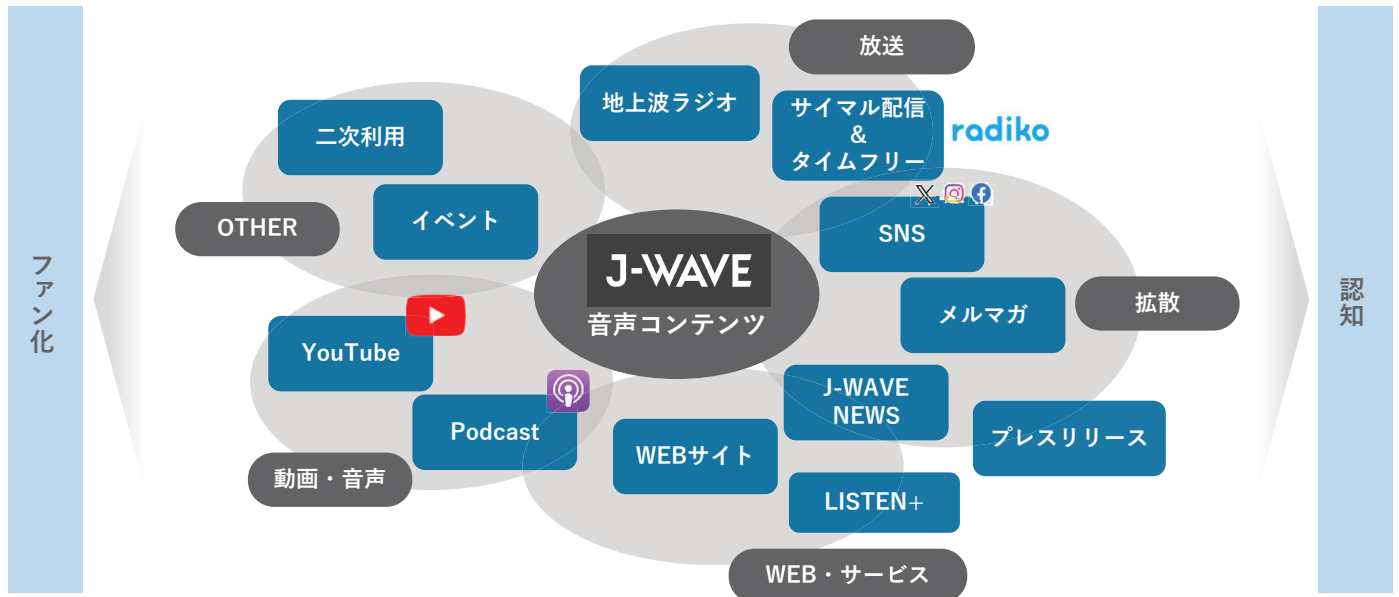 放送
地上波ラジオ
サイマル配信
&
タイムフリー
radiko
二次利用
イベント
OTHER
SNS
メルマガ
拡散
J-WAVE
音声コンテンツ
ファン化
認知
YouTube
Podcast
動画・音声
J-WAVE
NEWS
プレスリリース
WEBサイト
LISTEN+
WEB・サービス